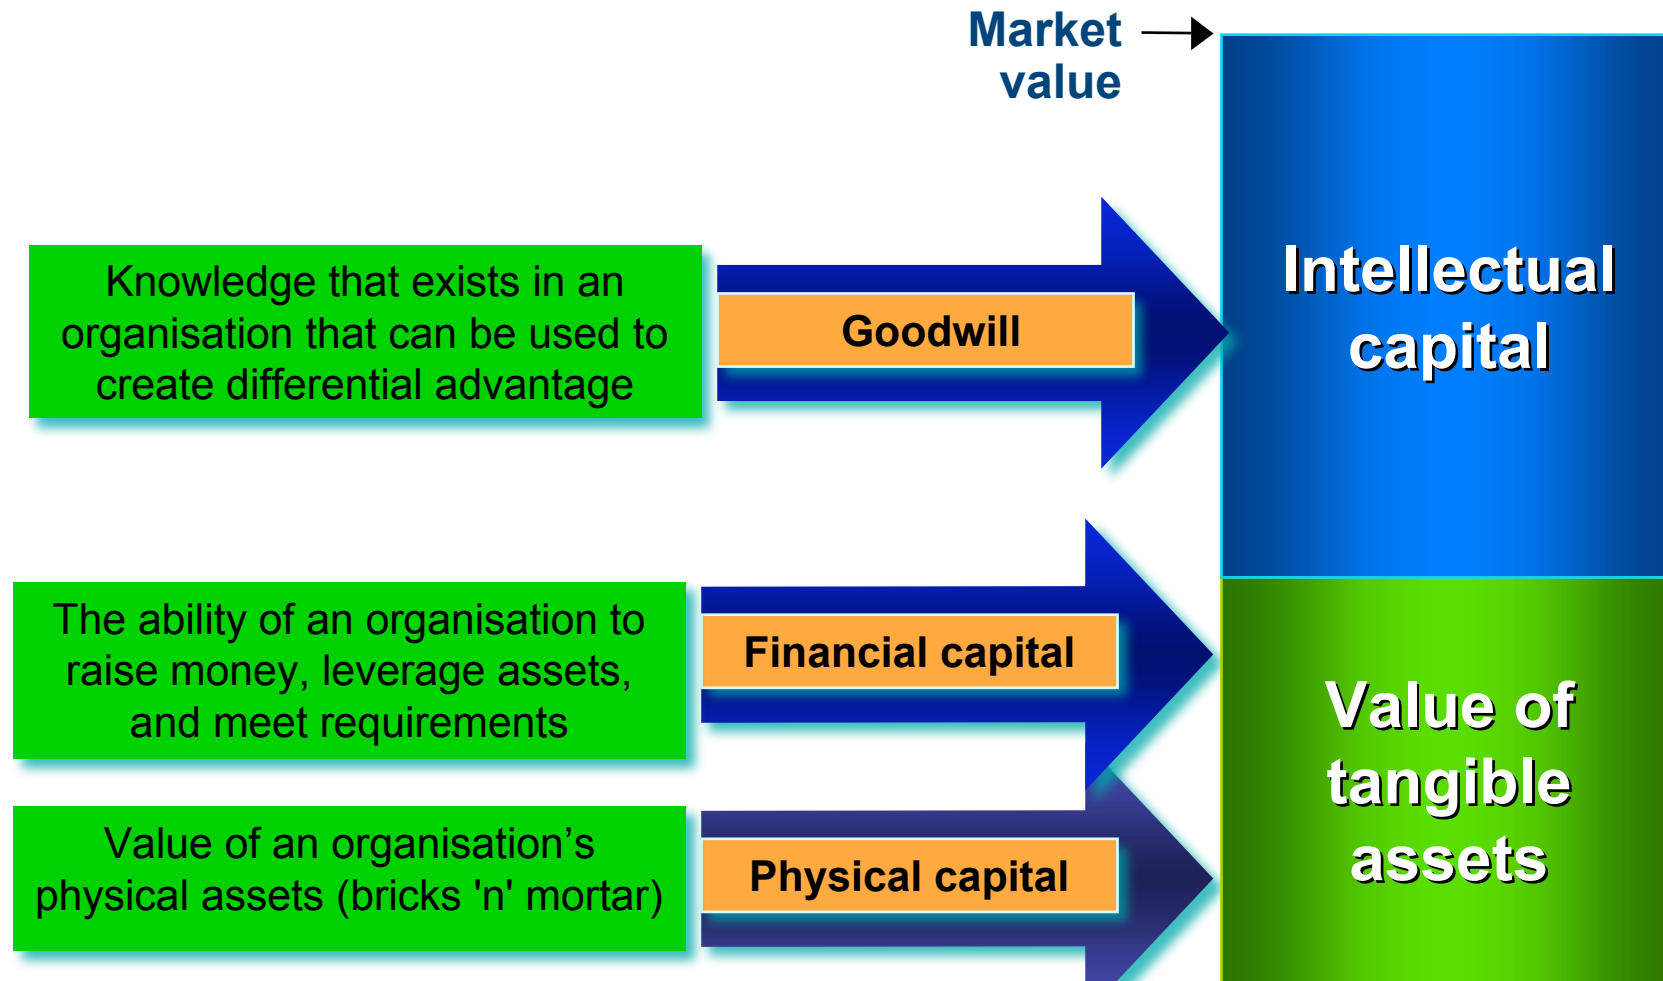 Market
value
Knowledge that exists in an
organisation that can be used to
create differential advantage
Goodwill
Intellectual
capital
The ability of an organisation to
raise money, leverage assets,
and meet requirements
Financial capital
Value of an organisation’s
physical assets (bricks 'n' mortar)
Physical capital
Value of
tangible
assets